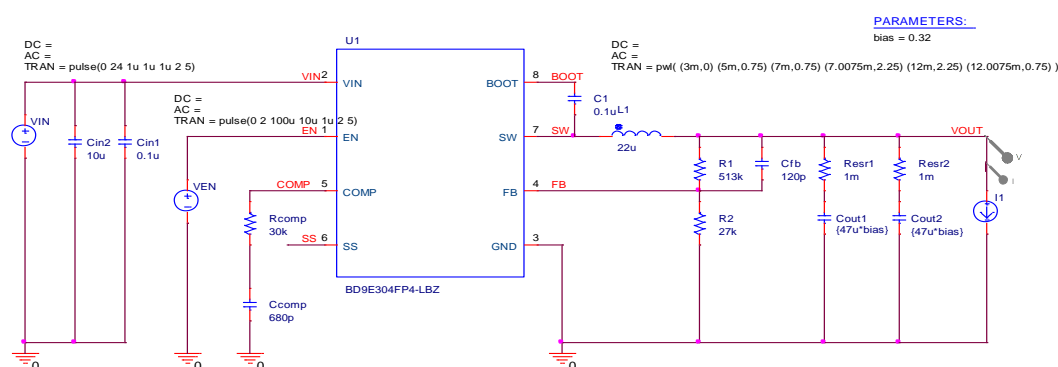 PARAMETERS:
bias = 0.32
DC =
AC =
TRAN = pulse(0 24 1u 1u 1u 2 5)
U1
DC =
AC =
TRAN = pwl( (3m,0) (5m,0.75) (7m,0.75) (7.0075m,2.25) (12m,2.25) (12.0075m,0.75) )
VIN 2 VIN
BOOT 8 BOOT
DC =
AC =
TRAN = pulse(0 2 100u 10u 1u 2 5)
C1
0.1u
L1
22u
VIN
Cin2
10u
Cin1
0.1u
EN 1 EN
SW 7 SW
VOUT
V
I
VEN
COMP 5 COMP
FB 4 FB
R1
513k
Cfb
120p
Resr1
1m
Resr2
1m
I1
Rcomp
30k
SS 6 SS
GND 3
R2
27k
Cout1
{47u*bias}
Cout2
{47u*bias}
BD9E304FP4-LBZ
Ccomp
680p
0
0
0
0
0